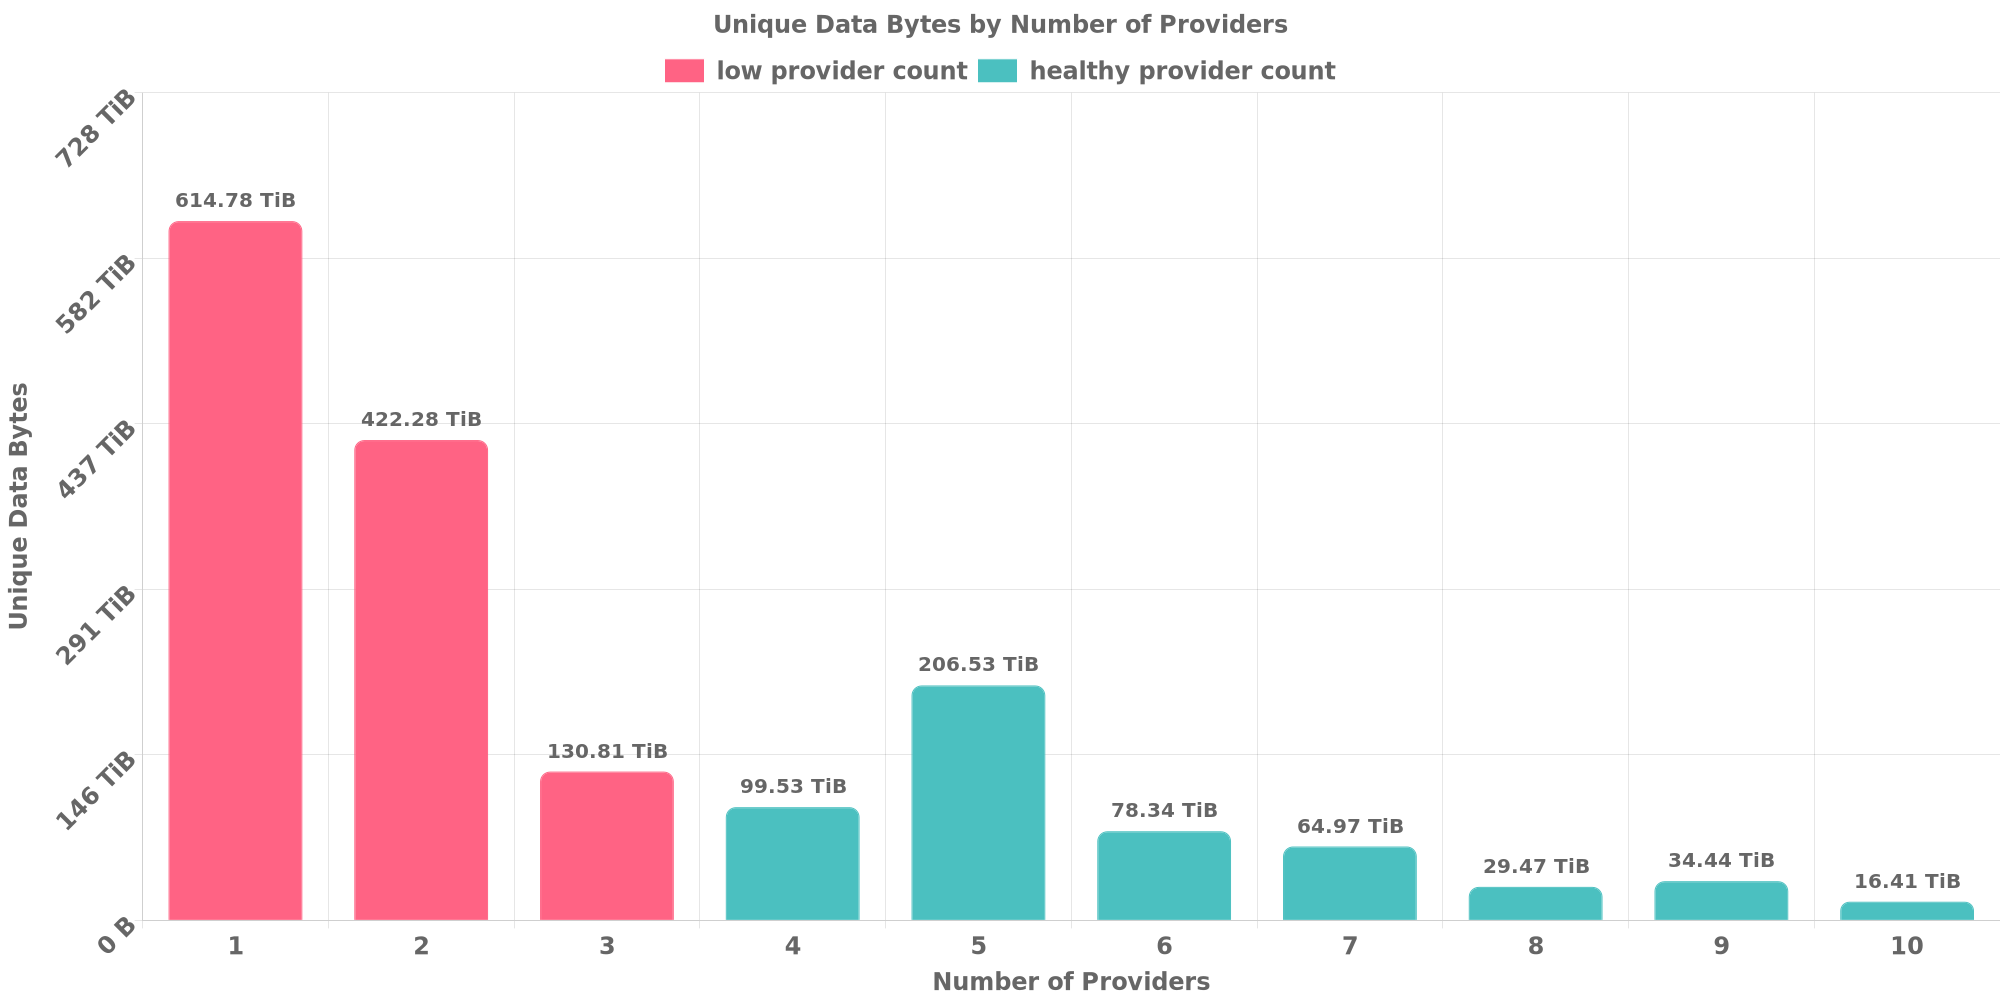 Unique Data Bytes by Number of Providers
low provider count healthy provider count
728 TiB
614.78 TiB
582 TiB
437 TiB
422.28 TiB
291 TiB
206.53 TiB
146 TiB
130.81 TiB
99.53 TiB
78.34 TiB
64.97 TiB
29.47 TiB
34.44 TiB
16.41 TiB
0 B
Unique Data Bytes
1 2 3 4 5 6 7 8 9 10
Number of Providers